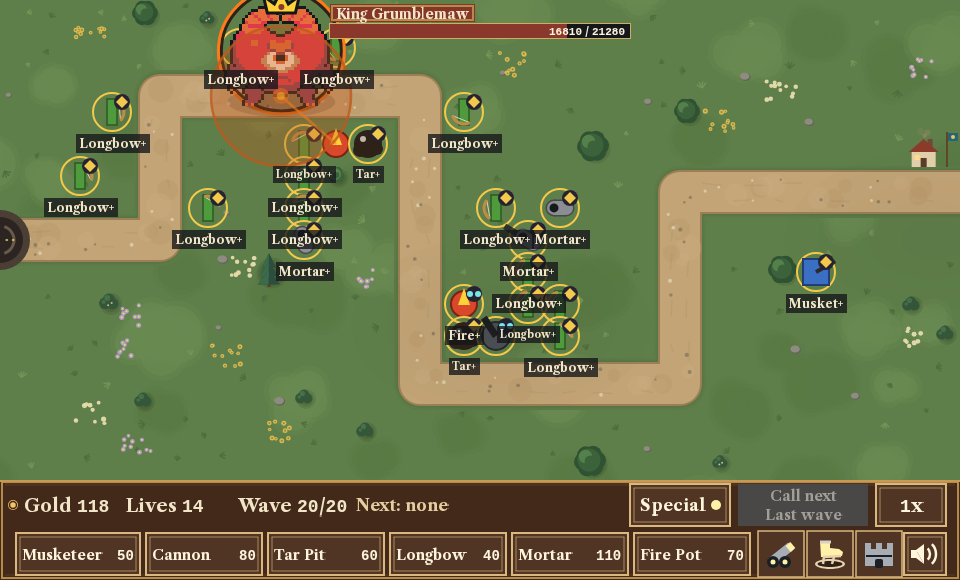 King Grumblemaw
16810 / 21280
Longbow+ Longbow+
Longbow+
Longbow+
Longbow+
Tar+
Longbow+
Longbow+
Longbow+
Longbow+
Longbow+
Mortar+
Longbow+
Mortar+
Mortar+
Longbow+
Musket+
Fire+
Longbow+
Tar+
Longbow+
Gold 118 Lives 14 Wave 20/20 Next: none
Special
Call next
Last wave
1x
Musketeer 50
Cannon 80
Tar Pit 60
Longbow 40
Mortar 110
Fire Pot 70